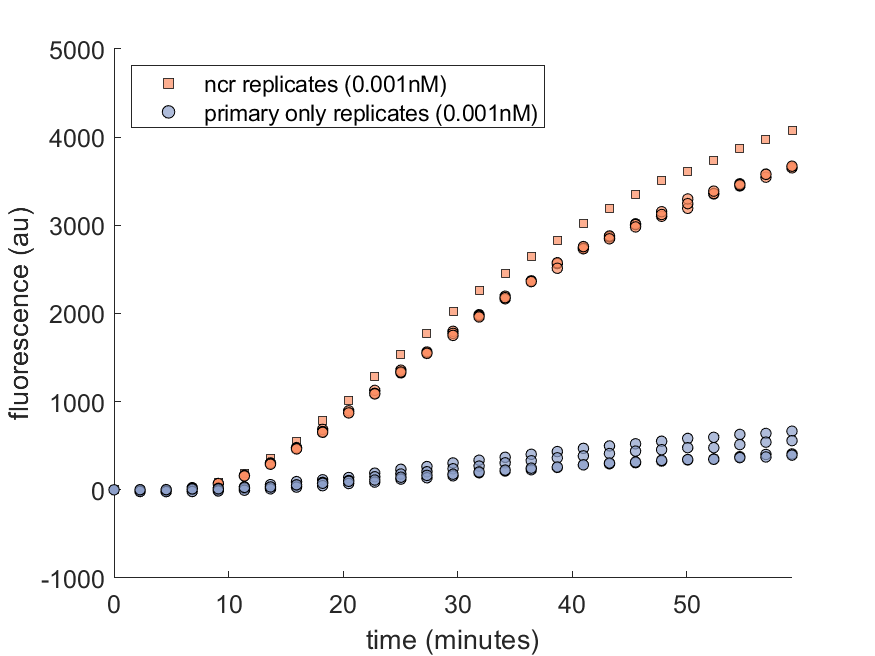 5000
4000
3000
2000
1000
0
-1000
fluorescence (au)
ncr replicates (0.001nM)
primary only replicates (0.001nM)
0 10 20 30 40 50
time (minutes)